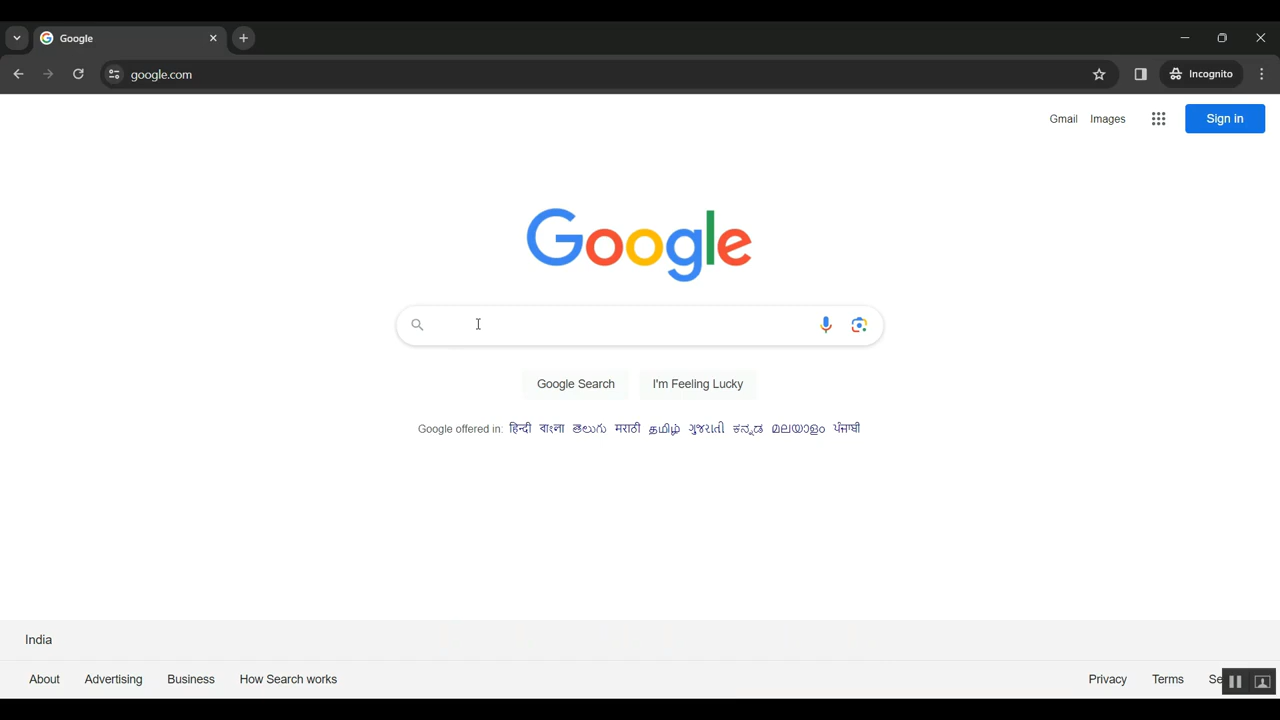 Google
google.com
Incognito
Gmail Images Sign in
Google
Google Search I'm Feeling Lucky
Google offered in: हिन्दी বাংলা తెలుగు मराठी தமிழ் ગુજરાતી ಕನ್ನಡ മലയാളം ਪੰਜਾਬੀ
India
About Advertising Business How Search works Privacy Terms Se